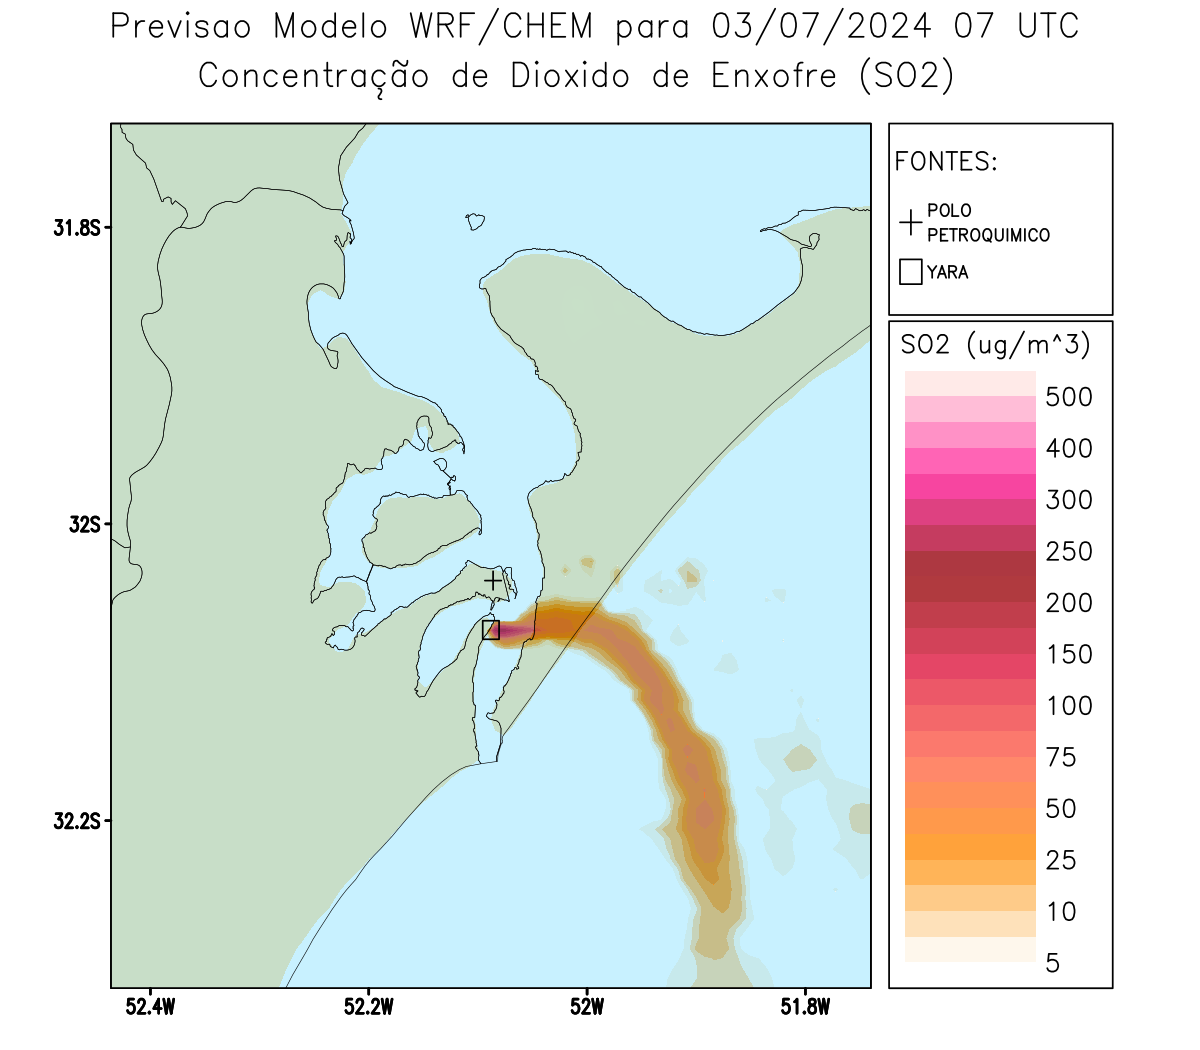 Previsao Modelo WRF/CHEM para 03/07/2024 07 UTC
Concentração de Dioxido de Enxofre (SO2)
FONTES:
POLO
PETROQUIMICO
YARA
SO2 (ug/m^3)
500
400
300
250
200
150
100
75
50
25
10
5
31.8S
32S
32.2S
52.4W
52.2W
52W
51.8W